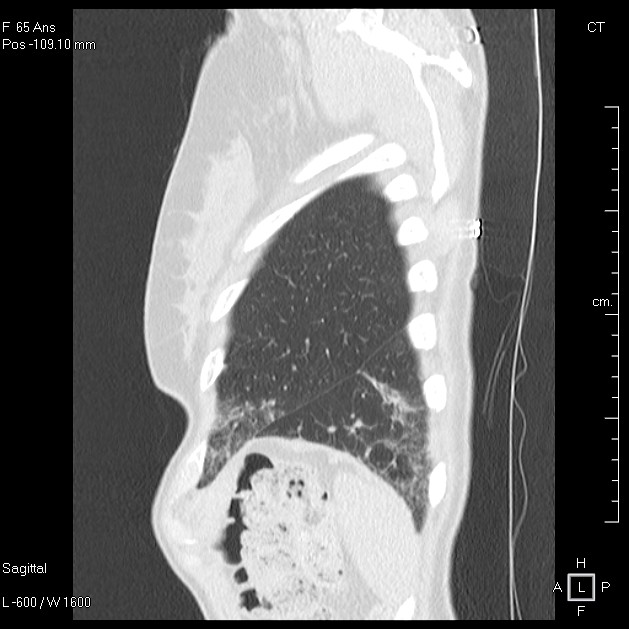 F 65 Ans
Pos -109.10 mm
CT
cm.
Sagittal
L -600 / W 1600
H
A L P
F